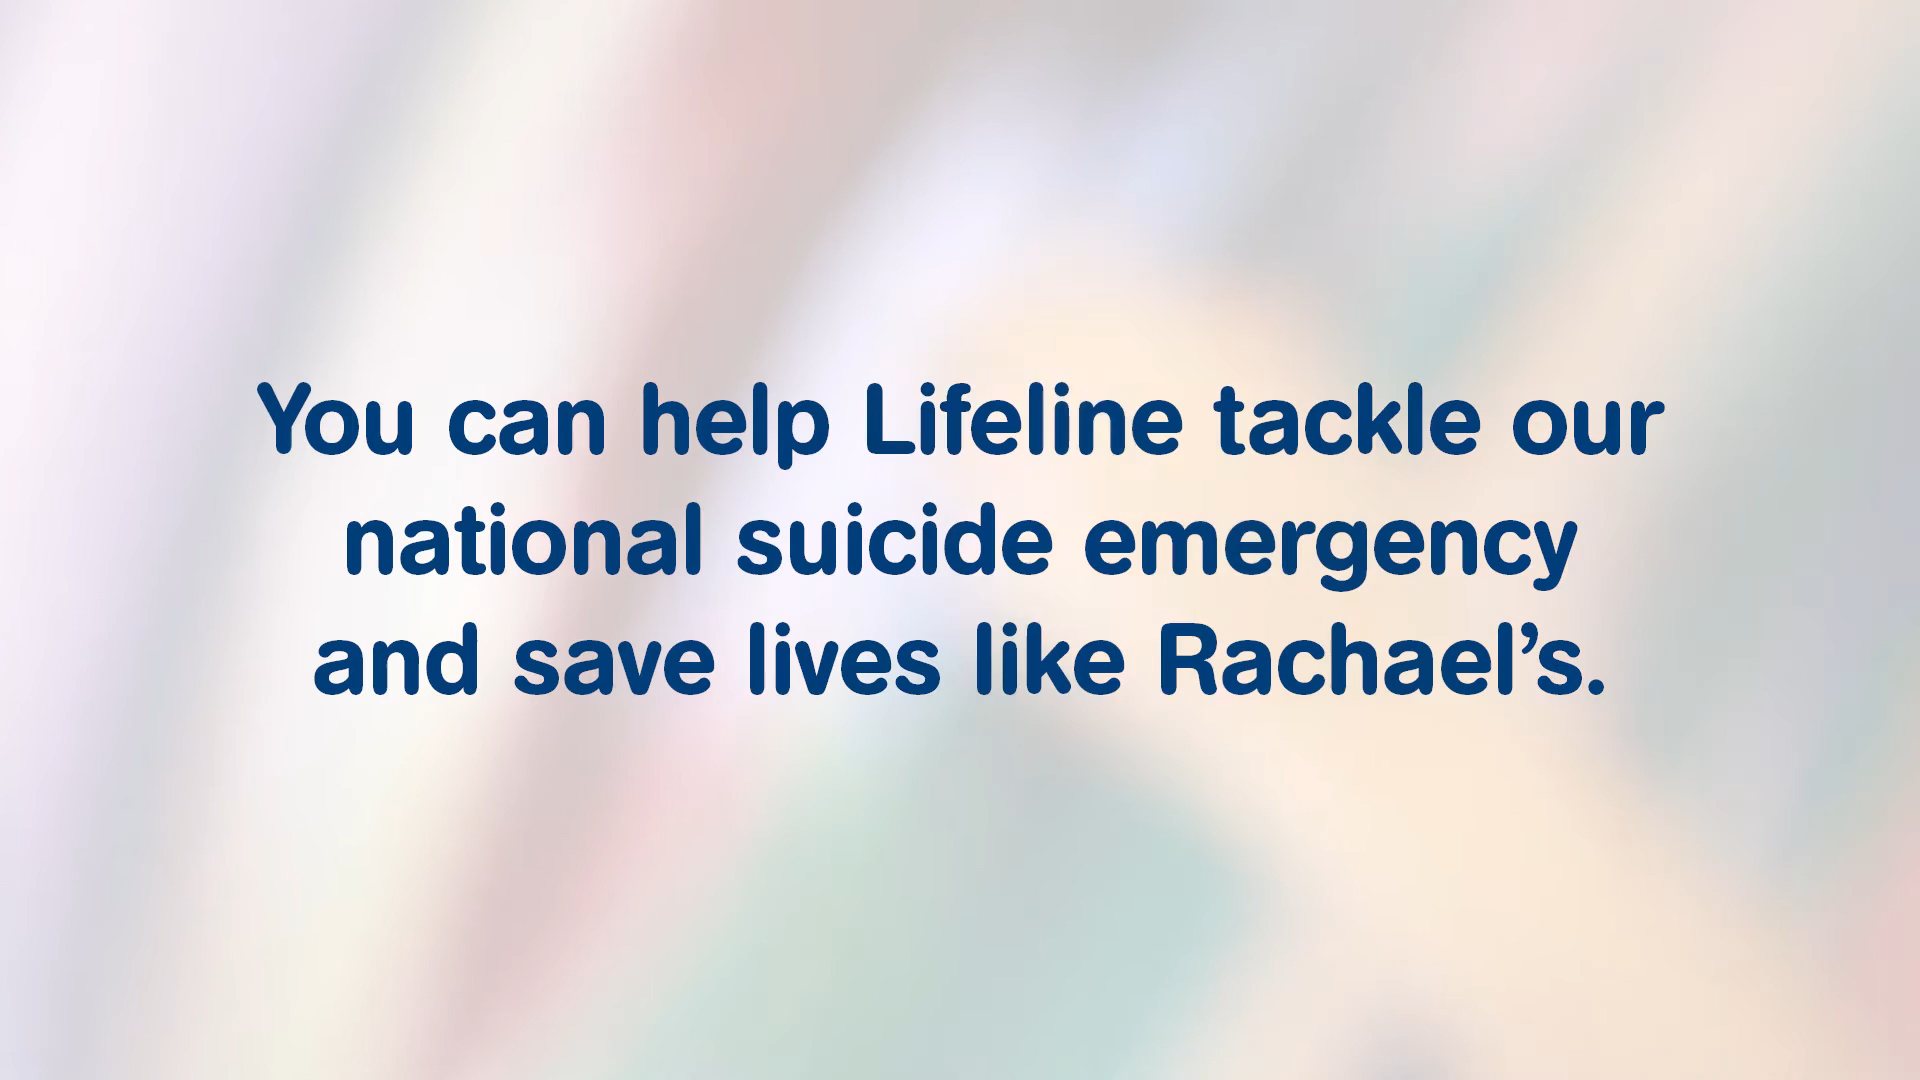 You can help Lifeline tackle our
national suicide emergency
and save lives like Rachael’s.